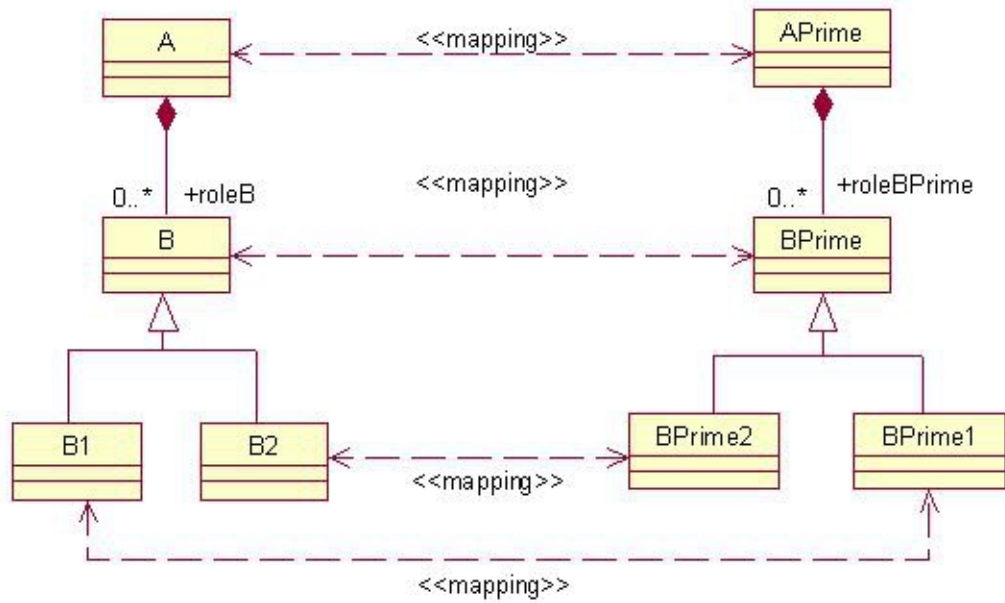 A
<<mapping>>
APrime
0..*
+roleB
<<mapping>>
0..*
+roleBPrime
B
BPrime
B1
B2
BPrime2
BPrime1
<<mapping>>
<<mapping>>